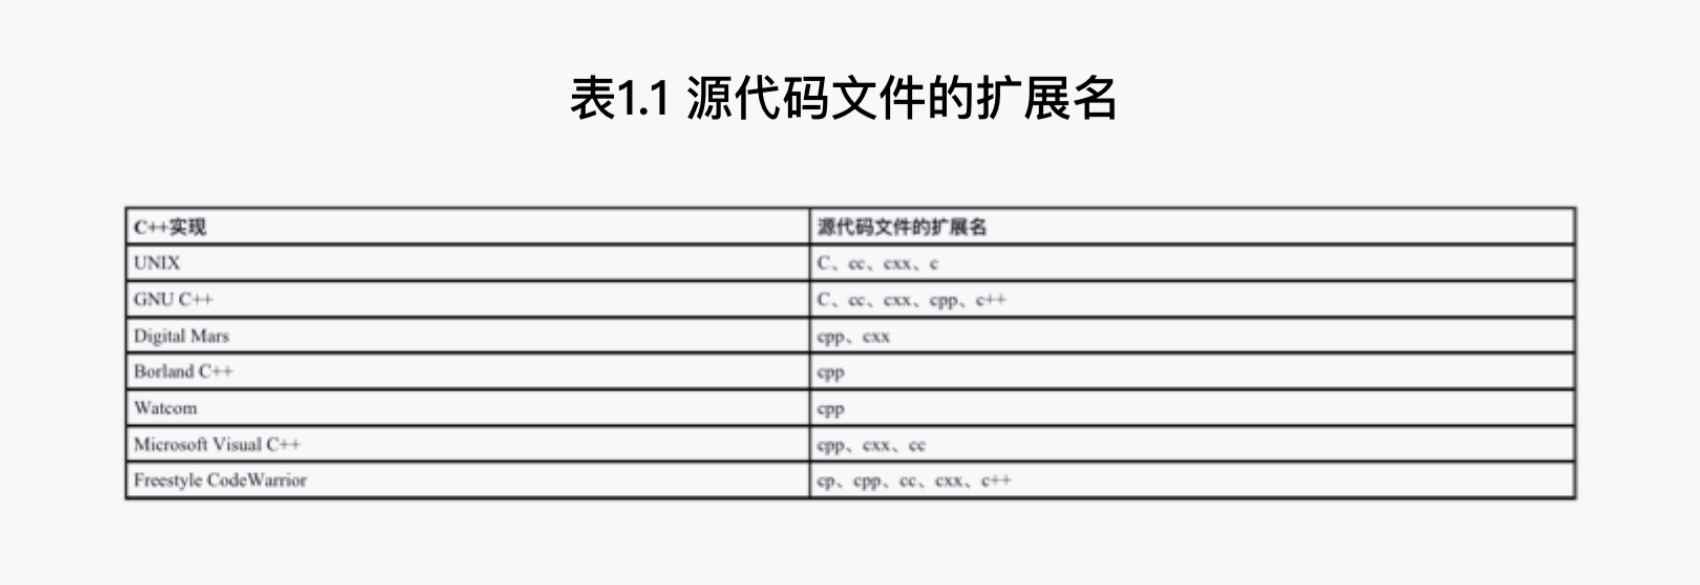 表1.1 源代码文件的扩展名
C++实现 源代码文件的扩展名
UNIX C、cc、cxx、c
GNU C++ C、cc、cxx、cpp、c++
Digital Mars cpp、cxx
Borland C++ cpp
Watcom cpp
Microsoft Visual C++ cpp、cxx、cc
Freestyle CodeWarrior cp、cpp、cc、cxx、c++